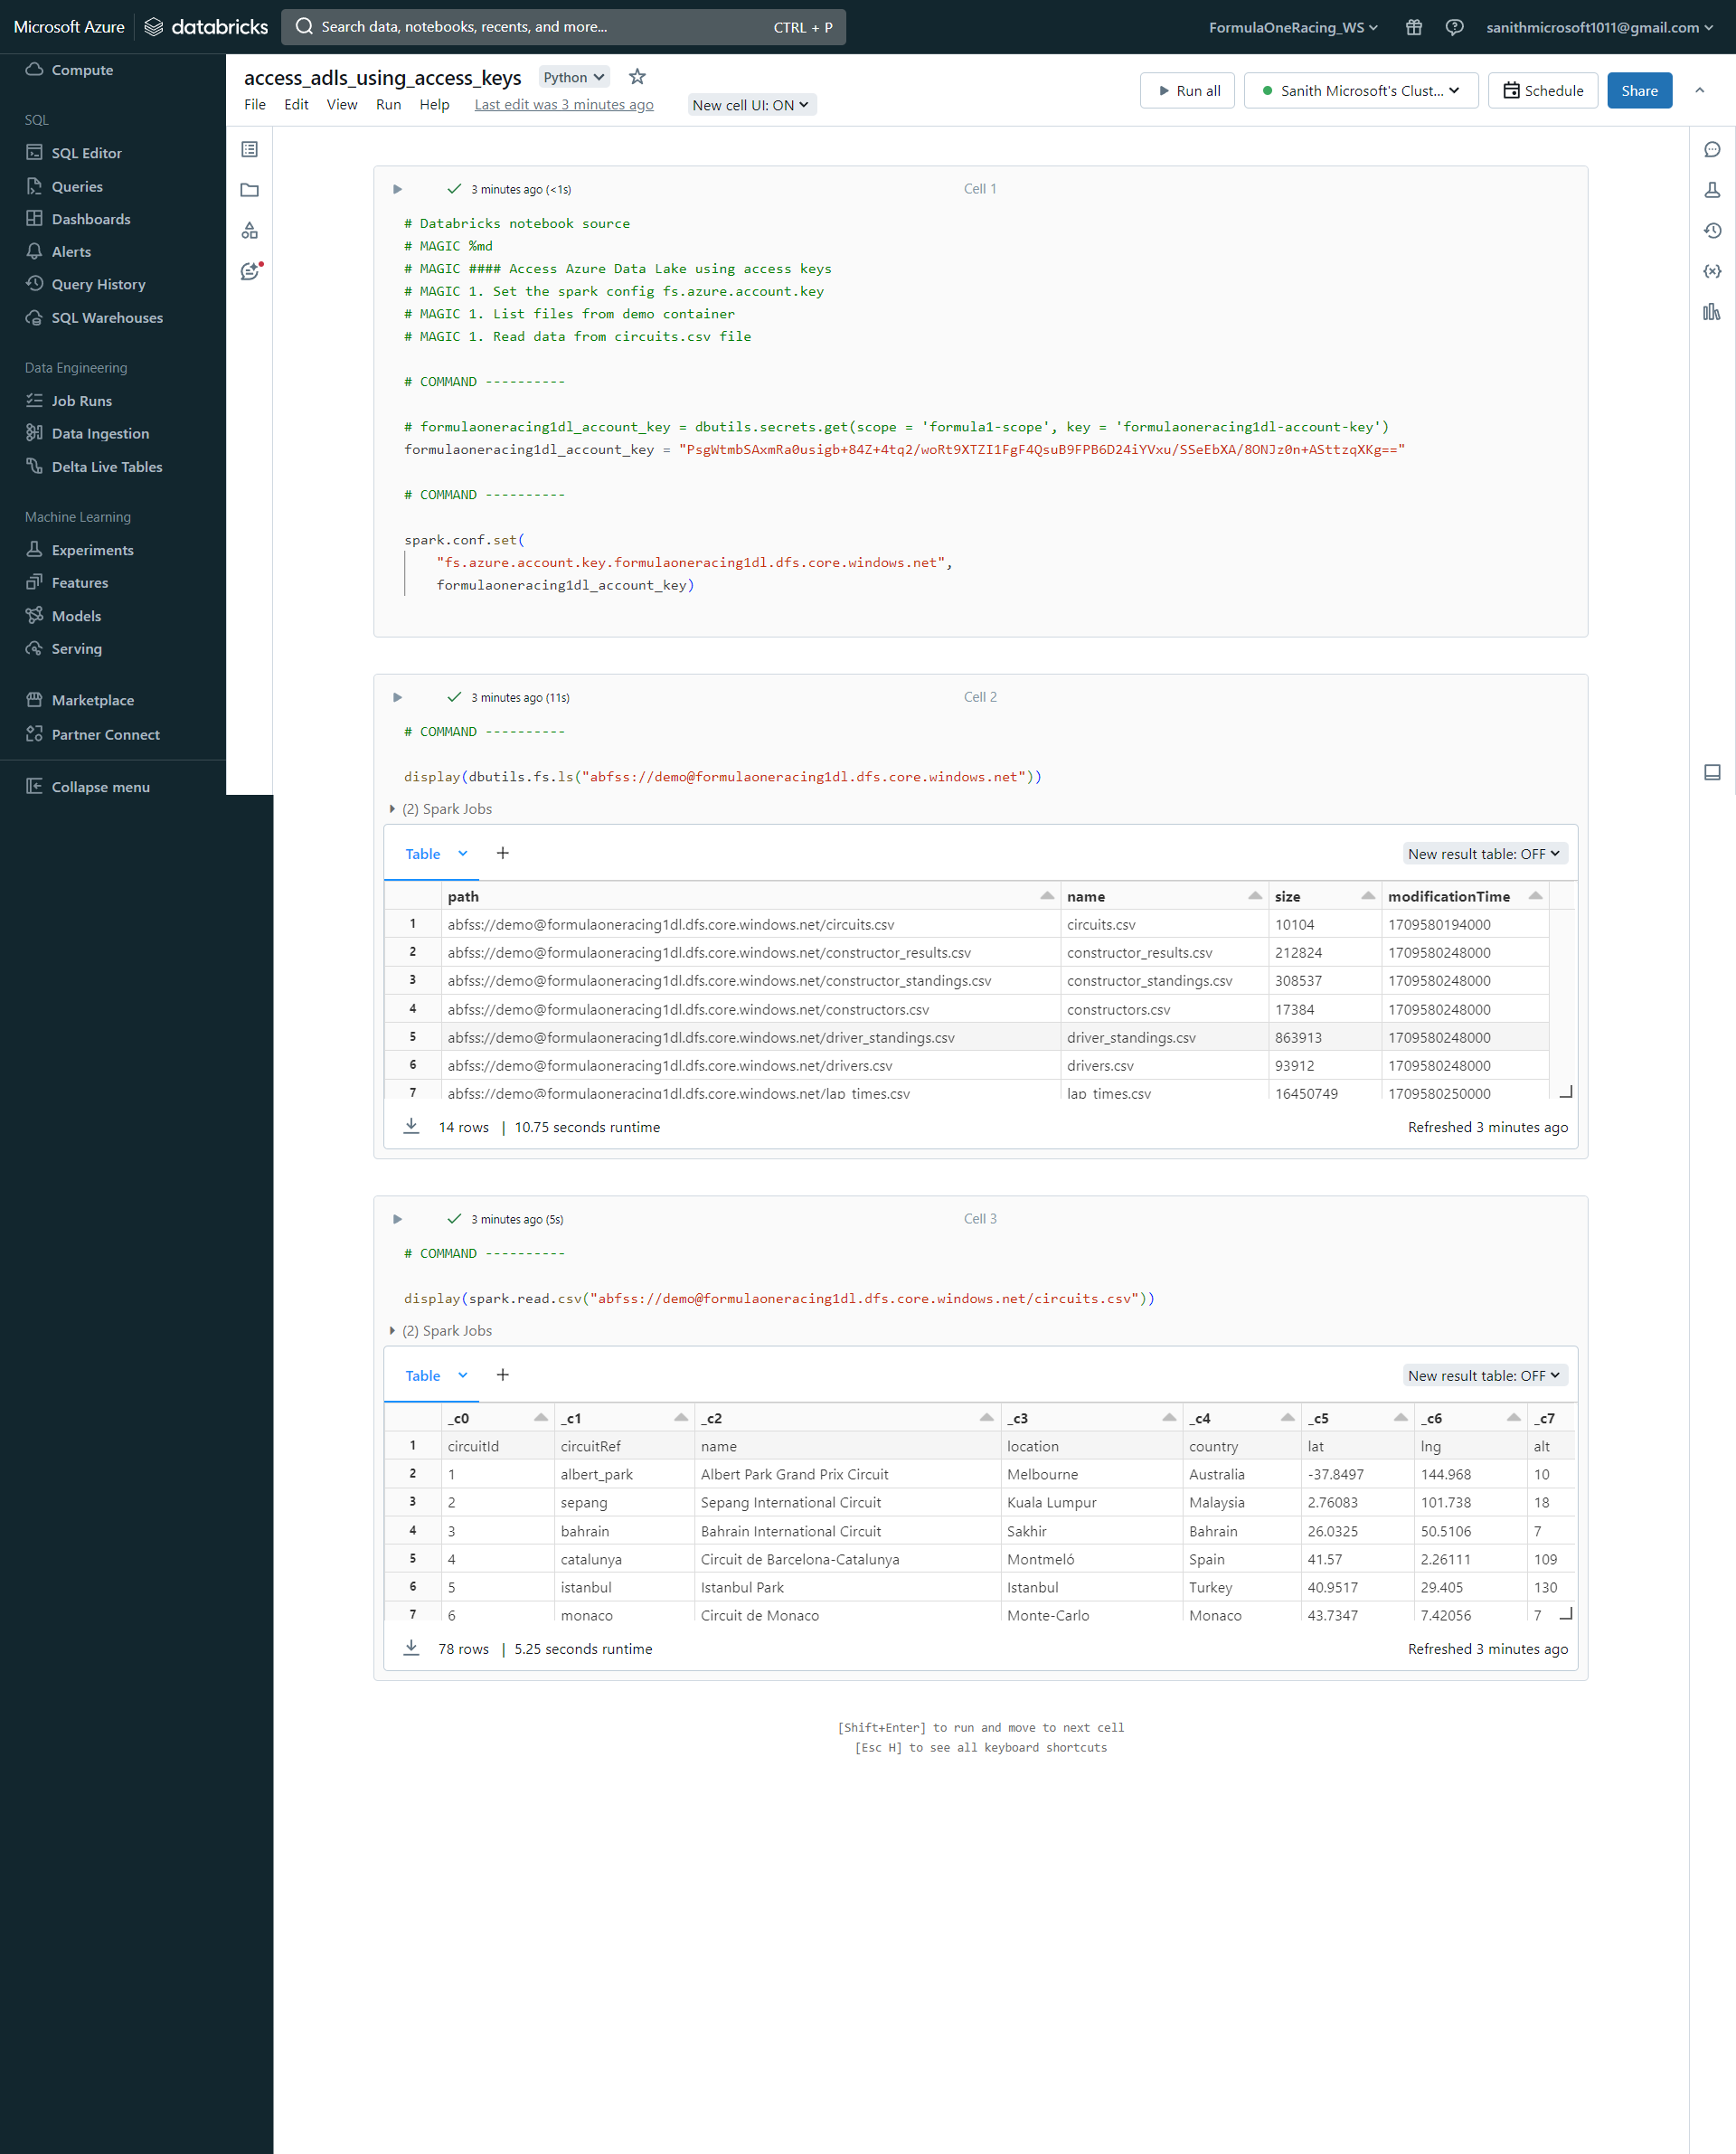 Microsoft Azure databricks Search data, notebooks, recents, and more... CTRL + P FormulaOneRacing_WS sanithmicrosoft1011@gmail.com
Compute
SQL
SQL Editor
Queries
Dashboards
Alerts
Query History
SQL Warehouses
Data Engineering
Job Runs
Data Ingestion
Delta Live Tables
Machine Learning
Experiments
Features
Models
Serving
Marketplace
Partner Connect
Collapse menu
access_adls_using_access_keys Python
File Edit View Run Help Last edit was 3 minutes ago New cell UI: ON
Run all Sanith Microsoft's Clust... Schedule Share
3 minutes ago (<1s) Cell 1
# Databricks notebook source
# MAGIC %md
# MAGIC #### Access Azure Data Lake using access keys
# MAGIC 1. Set the spark config fs.azure.account.key
# MAGIC 1. List files from demo container
# MAGIC 1. Read data from circuits.csv file
# COMMAND ----------
# formulaoneracing1dl_account_key = dbutils.secrets.get(scope = 'formula1-scope', key = 'formulaoneracing1dl-account-key')
formulaoneracing1dl_account_key = "PsgWtmbSAxmRa0usigb+84Z+4tq2/woRt9XTZI1FgF4QsuB9FPB6D24iYVxu/SSeEbXA/8ONJz0n+ASttzqXKg=="
# COMMAND ----------
spark.conf.set(
"fs.azure.account.key.formulaoneracing1dl.dfs.core.windows.net",
formulaoneracing1dl_account_key)
3 minutes ago (11s) Cell 2
# COMMAND ----------
display(dbutils.fs.ls("abfss://demo@formulaoneracing1dl.dfs.core.windows.net"))
(2) Spark Jobs
Table + New result table: OFF
path name size modificationTime
1 abfss://demo@formulaoneracing1dl.dfs.core.windows.net/circuits.csv circuits.csv 10104 1709580194000
2 abfss://demo@formulaoneracing1dl.dfs.core.windows.net/constructor_results.csv constructor_results.csv 212824 1709580248000
3 abfss://demo@formulaoneracing1dl.dfs.core.windows.net/constructor_standings.csv constructor_standings.csv 308537 1709580248000
4 abfss://demo@formulaoneracing1dl.dfs.core.windows.net/constructors.csv constructors.csv 17384 1709580248000
5 abfss://demo@formulaoneracing1dl.dfs.core.windows.net/driver_standings.csv driver_standings.csv 863913 1709580248000
6 abfss://demo@formulaoneracing1dl.dfs.core.windows.net/drivers.csv drivers.csv 93912 1709580248000
7 abfss://demo@formulaoneracing1dl.dfs.core.windows.net/lap_times.csv lap_times.csv 16450749 1709580250000
14 rows | 10.75 seconds runtime Refreshed 3 minutes ago
3 minutes ago (5s) Cell 3
# COMMAND ----------
display(spark.read.csv("abfss://demo@formulaoneracing1dl.dfs.core.windows.net/circuits.csv"))
(2) Spark Jobs
Table + New result table: OFF
_c0 _c1 _c2 _c3 _c4 _c5 _c6 _c7
1 circuitId circuitRef name location country lat lng alt
2 1 albert_park Albert Park Grand Prix Circuit Melbourne Australia -37.8497 144.968 10
3 2 sepang Sepang International Circuit Kuala Lumpur Malaysia 2.76083 101.738 18
4 3 bahrain Bahrain International Circuit Sakhir Bahrain 26.0325 50.5106 7
5 4 catalunya Circuit de Barcelona-Catalunya Montmeló Spain 41.57 2.26111 109
6 5 istanbul Istanbul Park Istanbul Turkey 40.9517 29.405 130
7 6 monaco Circuit de Monaco Monte-Carlo Monaco 43.7347 7.42056 7
78 rows | 5.25 seconds runtime Refreshed 3 minutes ago
[Shift+Enter] to run and move to next cell
[Esc H] to see all keyboard shortcuts